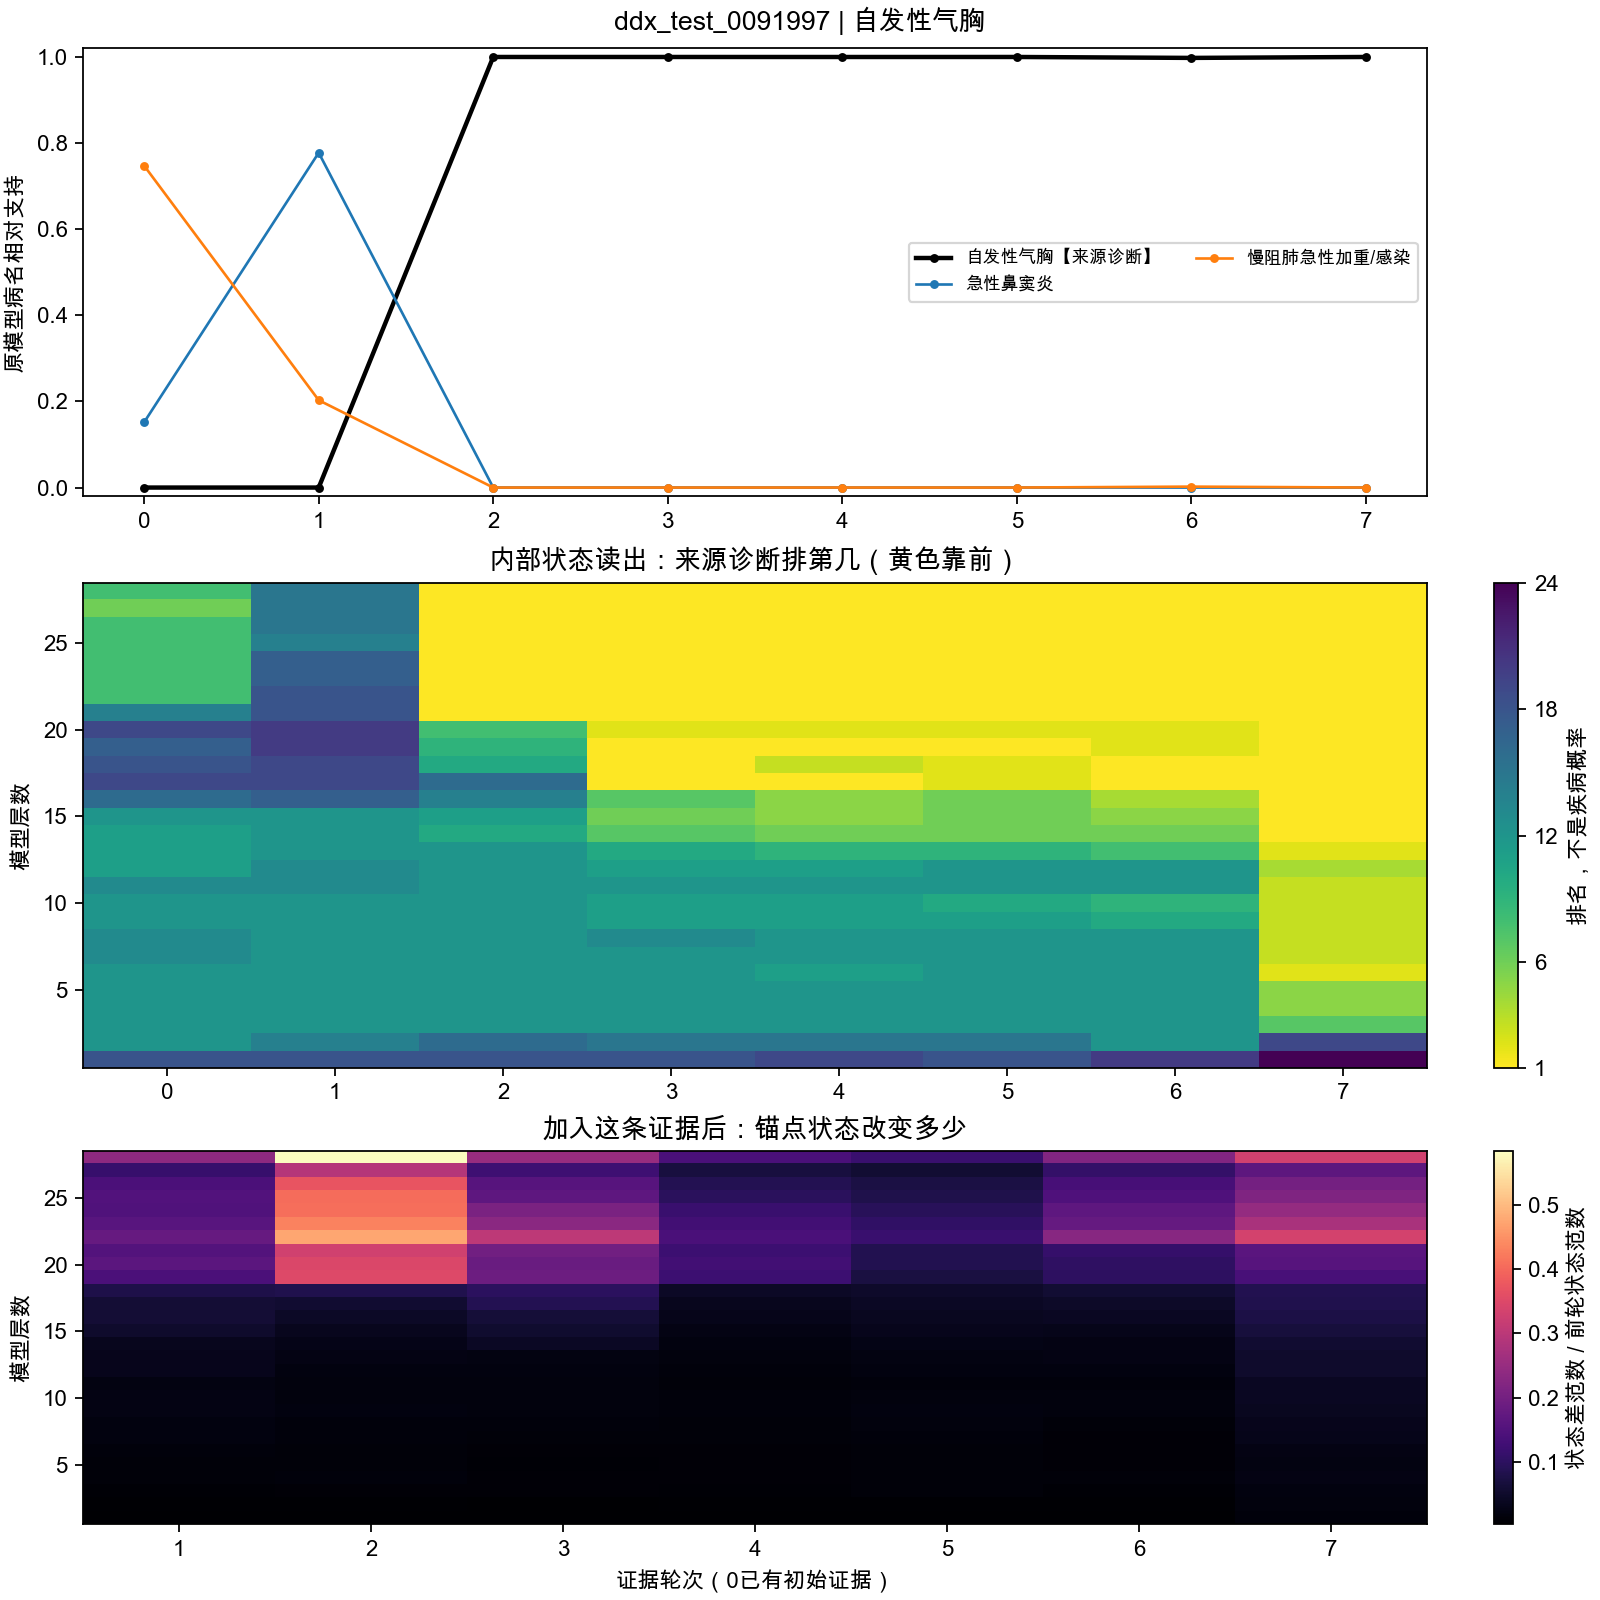 ddx_test_0091997 | 自发性气胸
1.0
0.8
0.6
0.4
0.2
0.0
原模型病名相对支持
自发性气胸【来源诊断】
急性鼻窦炎
慢阻肺急性加重/感染
0 1 2 3 4 5 6 7
内部状态读出：来源诊断排第几（黄色靠前）
25
20
15
10
5
模型层数
0 1 2 3 4 5 6 7
24
18
12
6
1
排名，不是疾病概率
加入这条证据后：锚点状态改变多少
25
20
15
10
5
模型层数
1 2 3 4 5 6 7
证据轮次（0已有初始证据）
0.5
0.4
0.3
0.2
0.1
状态差范数 / 前轮状态范数